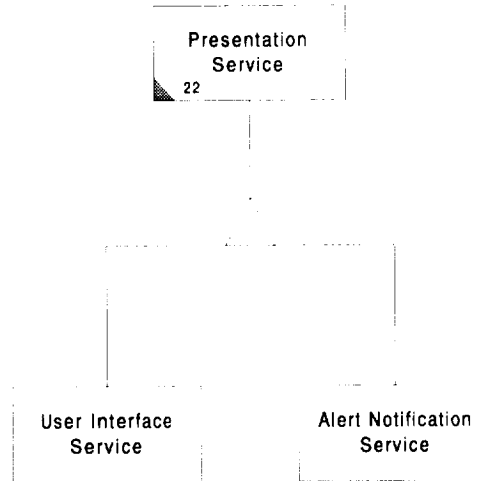 Presentation
Service
22
User Interface
Service
Alert Notification
Service